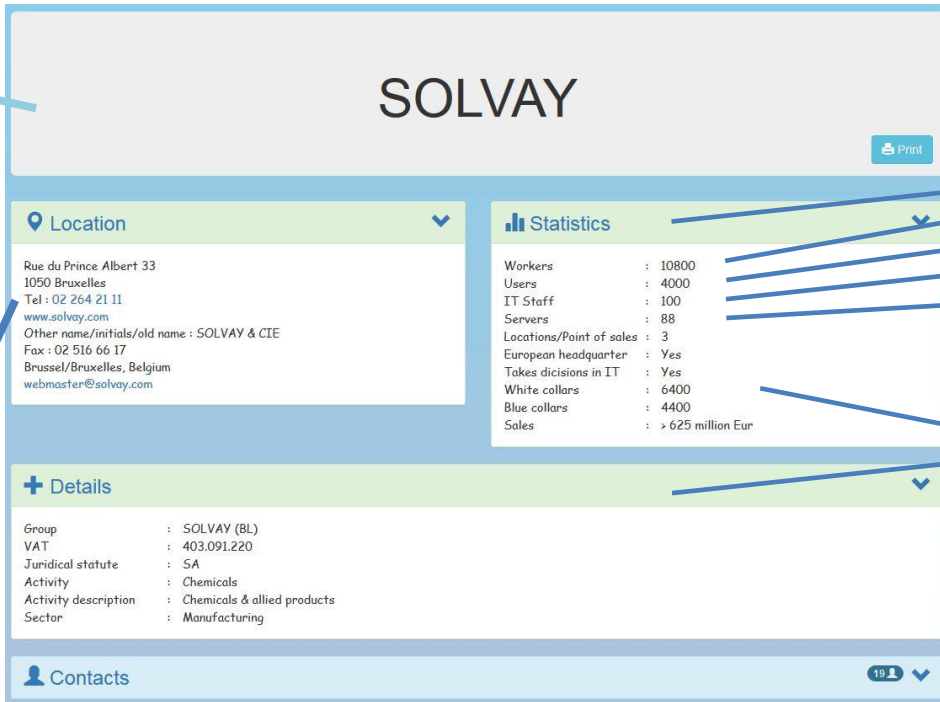 SOLVAY
Print
Location
Rue du Prince Albert 33
1050 Bruxelles
Tel : 02 264 21 11
www.solvay.com
Other name/initials/old name : SOLVAY & CIE
Fax : 02 516 66 17
Brussel/Bruxelles, Belgium
webmaster@solvay.com
Statistics
Workers : 10800
Users : 4000
IT Staff : 100
Servers : 88
Locations/Point of sales : 3
European headquarter : Yes
Takes dicisions in IT : Yes
White collars : 6400
Blue collars : 4400
Sales : > 625 million Eur
Details
Group : SOLVAY (BL)
VAT : 403.091.220
Juridical statute : SA
Activity : Chemicals
Activity description : Chemicals & allied products
Sector : Manufacturing
Contacts
19